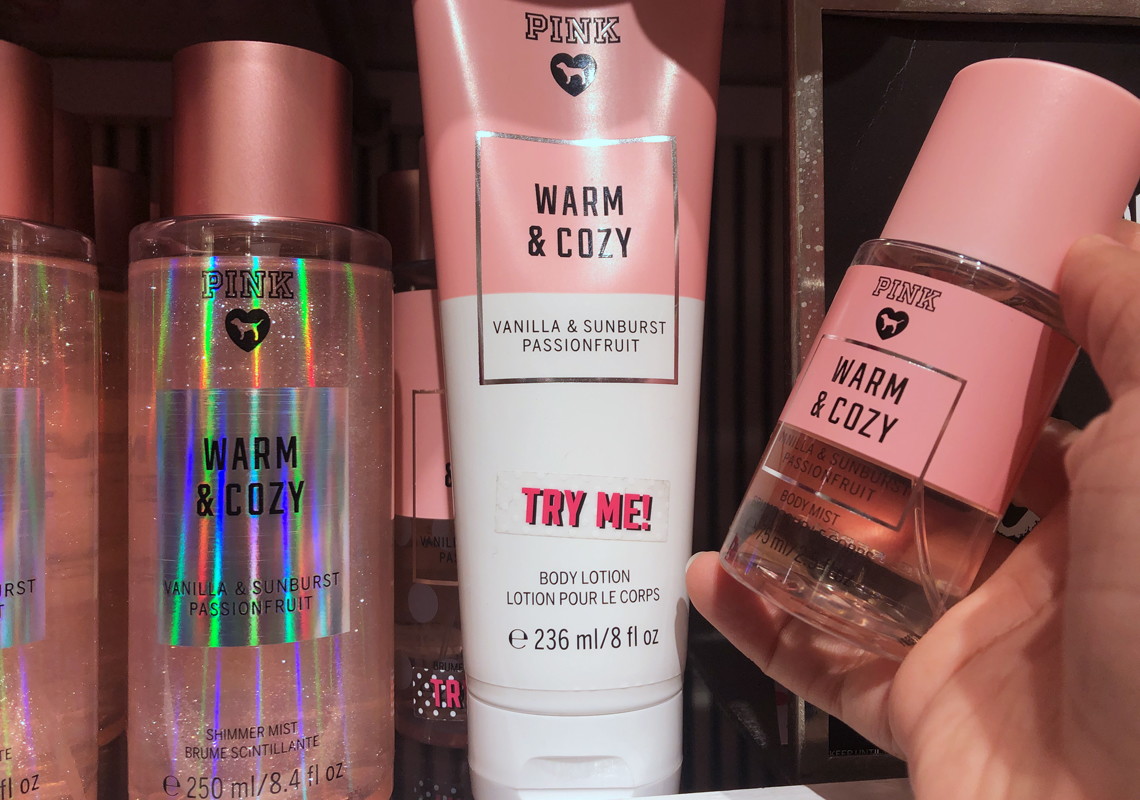 PINK
WARM
& COZY
VANILLA & SUNBURST
PASSIONFRUIT
SHIMMER MIST
BRUME SCINTILLANTE
℮ 250 ml/8.4 fl oz
PINK
WARM
& COZY
VANILLA & SUNBURST
PASSIONFRUIT
TRY ME!
BODY LOTION
LOTION POUR LE CORPS
℮ 236 ml/8 fl oz
PINK
WARM
& COZY
VANILLA & SUNBURST
PASSIONFRUIT
BODY MIST